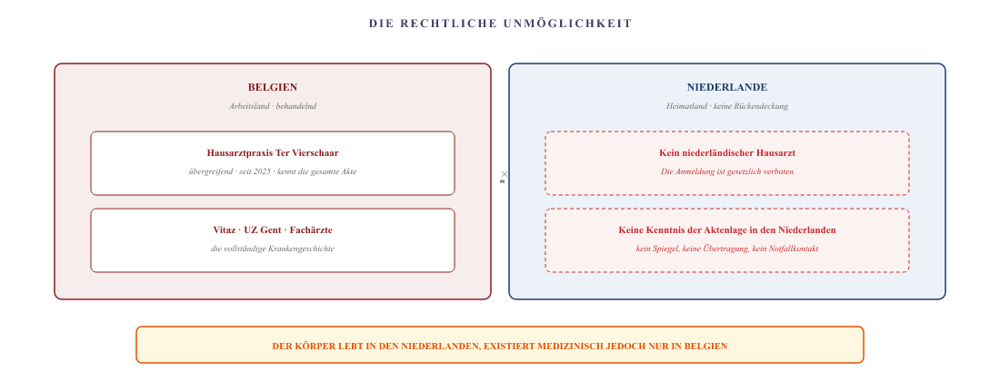 DIE RECHTLICHE UNMÖGLICHKEIT
BELGIEN
Arbeitsland · behandelnd
Hausarztpraxis Ter Vierschaar
übergreifend · seit 2025 · kennt die gesamte Akte
Vitaz · UZ Gent · Fachärzte
die vollständige Krankengeschichte
NIEDERLANDE
Heimatland · keine Rückendeckung
Kein niederländischer Hausarzt
Die Anmeldung ist gesetzlich verboten
Keine Kenntnis der Aktenlage in den Niederlanden
kein Spiegel, keine Übertragung, kein Notfallkontakt
DER KÖRPER LEBT IN DEN NIEDERLANDEN, EXISTIERT MEDIZINISCH JEDOCH NUR IN BELGIEN